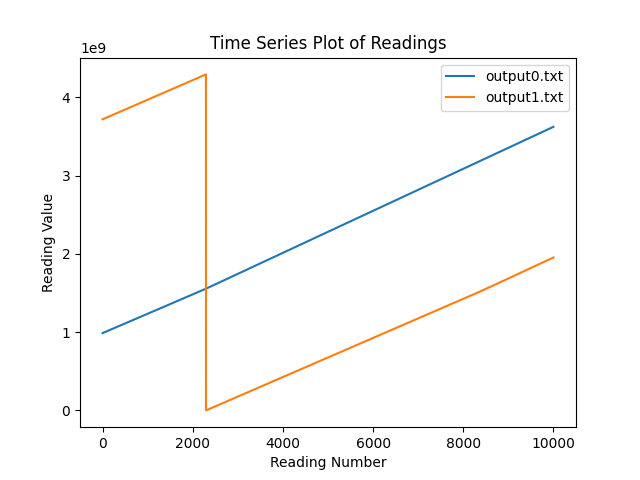 Time Series Plot of Readings
1e9
output0.txt
output1.txt
4
3
2
1
0
Reading Value
0 2000 4000 6000 8000 10000
Reading Number